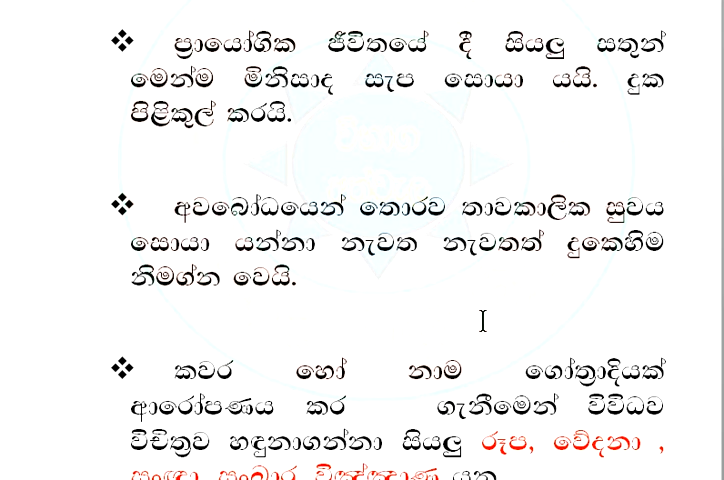 ❖ ප්‍රායෝගික ජීවිතයේ දී සියලු සතුන්
මෙන්ම මිනිසාද සැප සොයා යයි. දුක
පිළිකුල් කරයි.
❖ අවබෝධයෙන් තොරව තාවකාලික සුවය
සොයා යන්නා නැවත නැවතත් දුකෙහිම
නිමග්න වෙයි.
❖ කවර හෝ නාම ගෝත්‍රාදියක්
ආරෝපණය කර ගැනීමෙන් විවිධව
විචිත්‍රව හඳුනාගන්නා සියලු රූප, වේදනා ,
සංඥා, සංඛාර, විඤ්ඤාණ යන